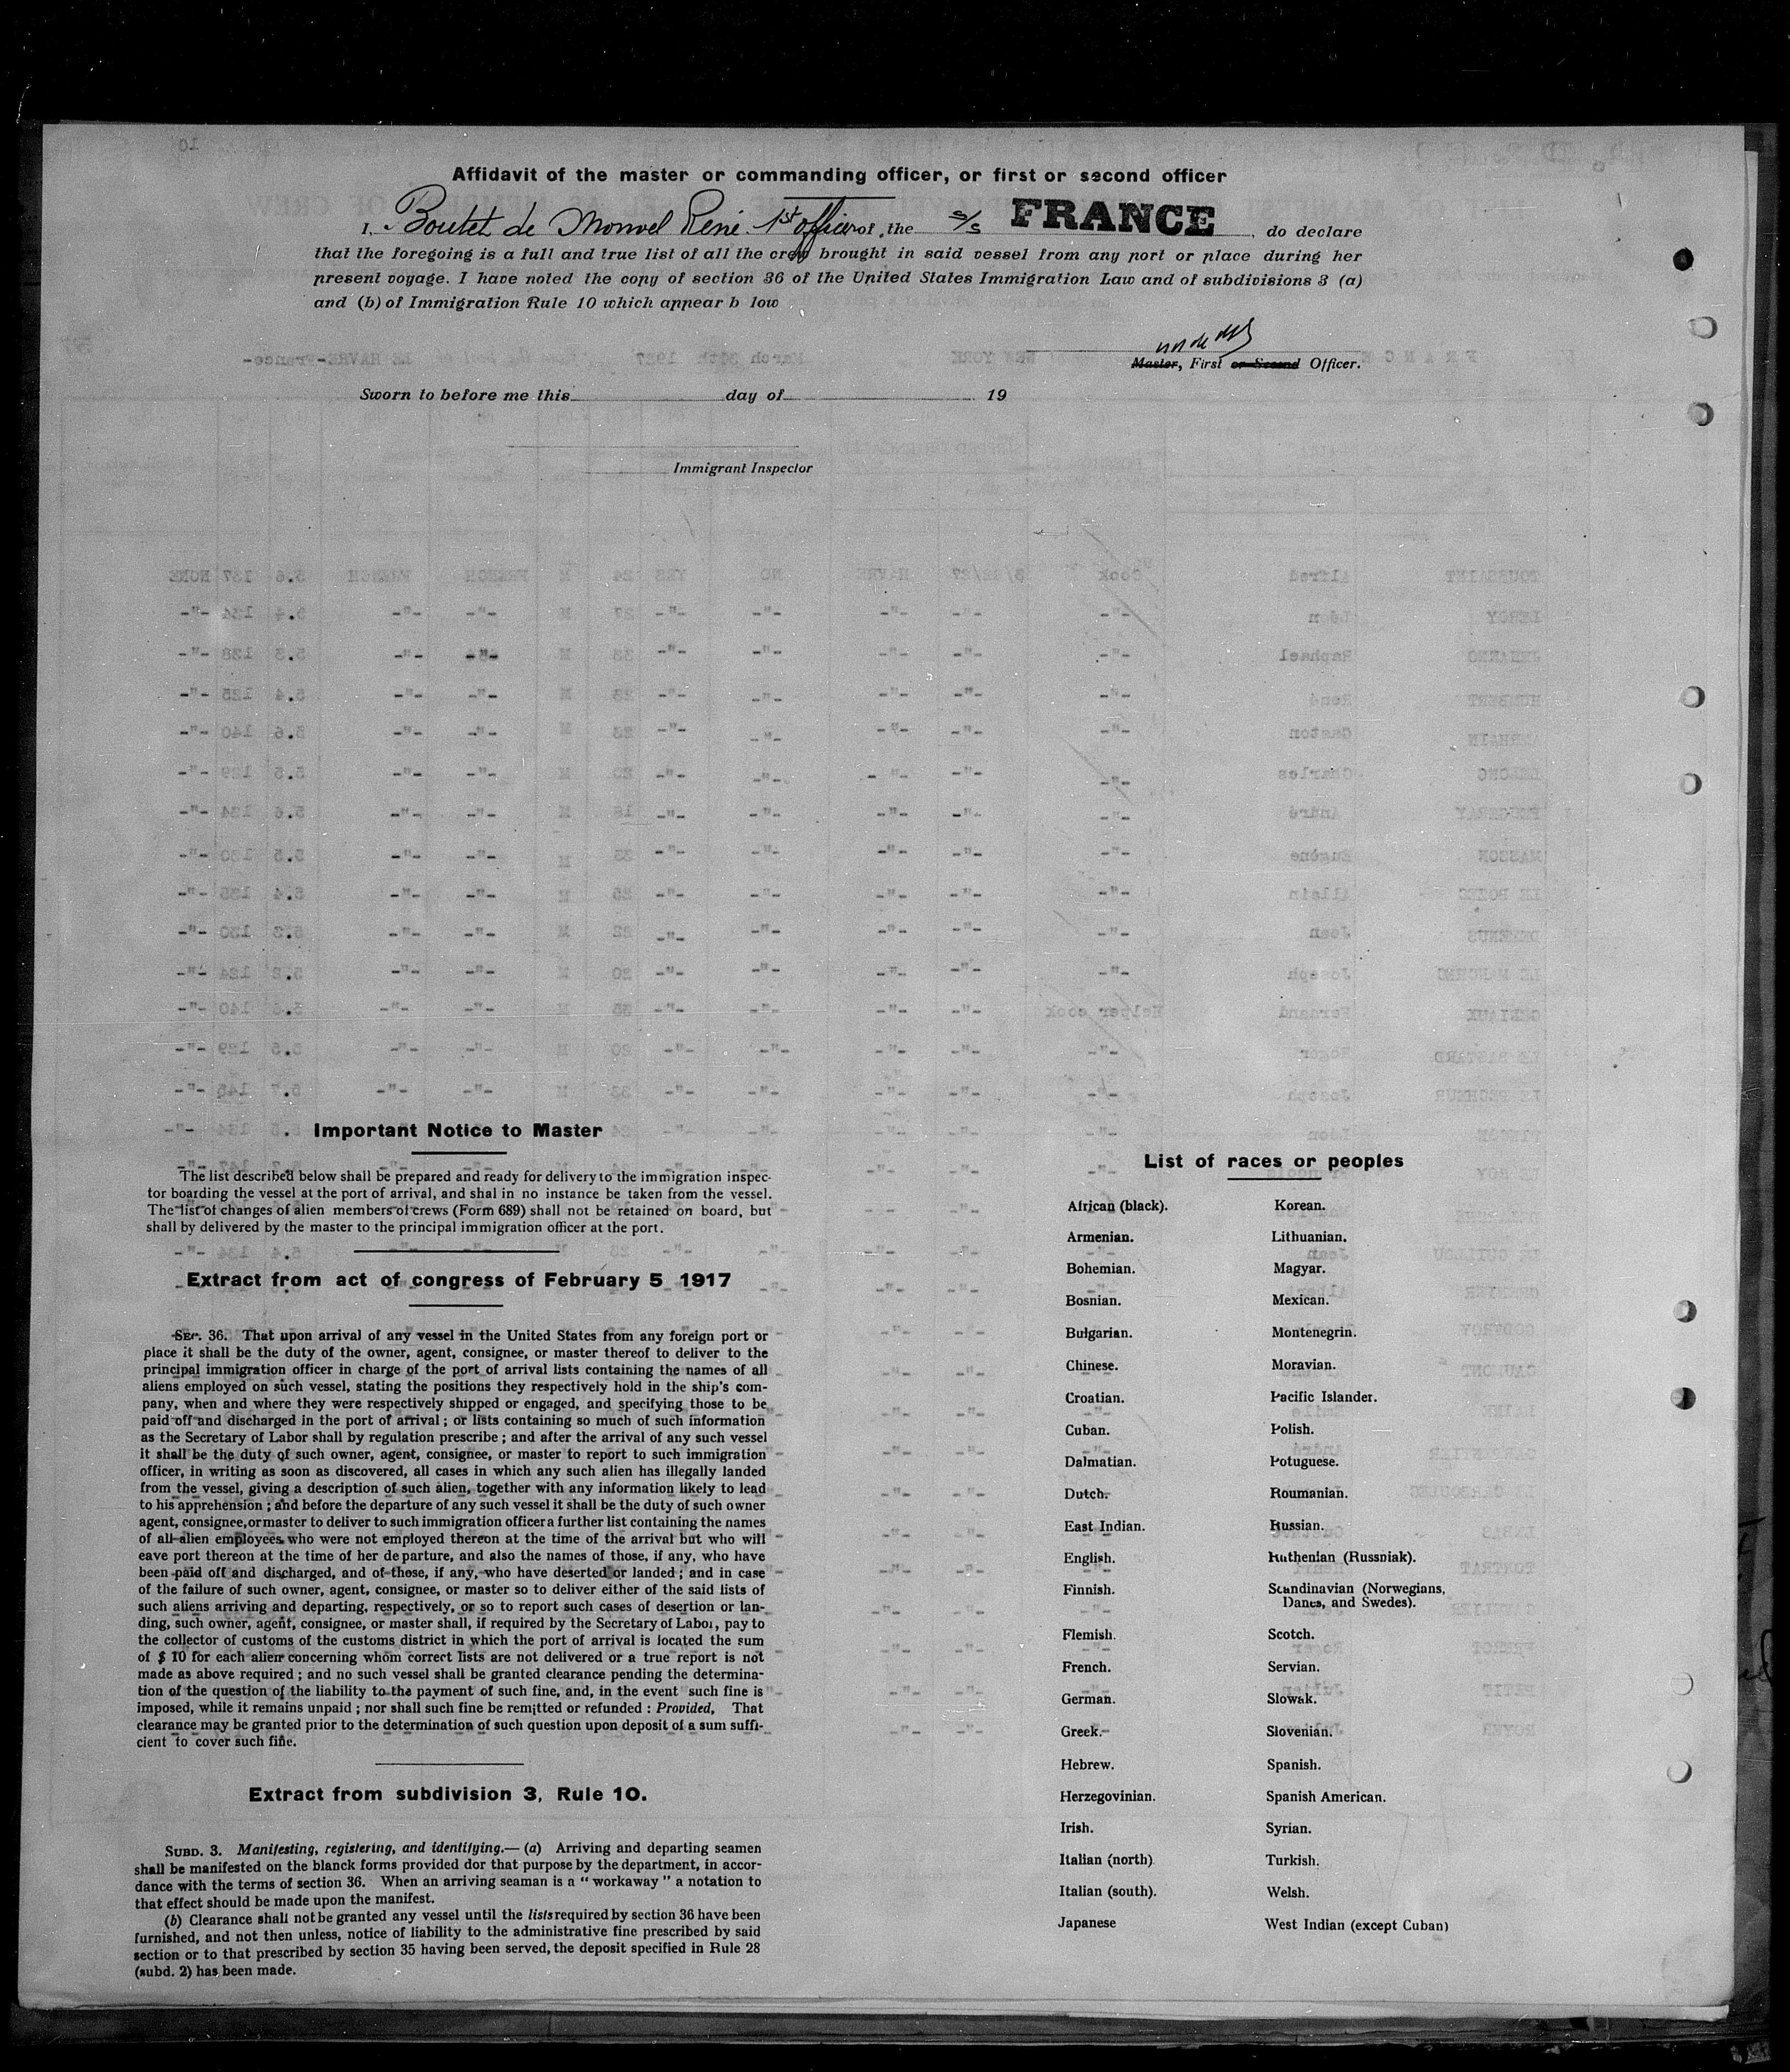 Affidavit of the master or commanding officer, or first or second officer
I, Boutet de Monvel René 1st officer of the s/s FRANCE, do declare
that the foregoing is a full and true list of all the crew brought in said vessel from any port or place during her
present voyage. I have noted the copy of section 36 of the United States Immigration Law and of subdivisions 3 (a)
and (b) of Immigration Rule 10 which appear b low
Master, First or Second Officer.
Sworn to before me this day of 19
Immigrant Inspector
Important Notice to Master
The list described below shall be prepared and ready for delivery to the immigration inspec-
tor boarding the vessel at the port of arrival, and shal in no instance be taken from the vessel.
The list of changes of alien members of crews (Form 689) shall not be retained on board, but
shall by delivered by the master to the principal immigration officer at the port.
Extract from act of congress of February 5 1917
SEC. 36. That upon arrival of any vessel in the United States from any foreign port or
place it shall be the duty of the owner, agent, consignee, or master thereof to deliver to the
principal immigration officer in charge of the port of arrival lists containing the names of all
aliens employed on such vessel, stating the positions they respectively hold in the ship's com-
pany, when and where they were respectively shipped or engaged, and specifying those to be
paid off and discharged in the port of arrival ; or lists containing so much of such information
as the Secretary of Labor shall by regulation prescribe ; and after the arrival of any such vessel
it shall be the duty of such owner, agent, consignee, or master to report to such immigration
officer, in writing as soon as discovered, all cases in which any such alien has illegally landed
from the vessel, giving a description of such alien, together with any information likely to lead
to his apprehension ; and before the departure of any such vessel it shall be the duty of such owner
agent, consignee, or master to deliver to such immigration officer a further list containing the names
of all alien employees who were not employed thereon at the time of the arrival but who will
eave port thereon at the time of her departure, and also the names of those, if any, who have
been paid off and discharged, and of those, if any, who have deserted or landed ; and in case
of the failure of such owner, agent, consignee, or master so to deliver either of the said lists of
such aliens arriving and departing, respectively, or so to report such cases of desertion or lan-
ding, such owner, agent, consignee, or master shall, if required by the Secretary of Labor, pay to
the collector of customs of the customs district in which the port of arrival is located the sum
of $ 10 for each alien concerning whom correct lists are not delivered or a true report is not
made as above required ; and no such vessel shall be granted clearance pending the determina-
tion of the question of the liability to the payment of such fine, and, in the event such fine is
imposed, while it remains unpaid ; nor shall such fine be remitted or refunded : Provided, That
clearance may be granted prior to the determination of such question upon deposit of a sum suffi-
cient to cover such fine.
Extract from subdivision 3, Rule 10.
SUBD. 3. Manifesting, registering, and identifying.— (a) Arriving and departing seamen
shall be manifested on the blanck forms provided dor that purpose by the department, in accor-
dance with the terms of section 36. When an arriving seaman is a " workaway " a notation to
that effect should be made upon the manifest.
(b) Clearance shall not be granted any vessel until the lists required by section 36 have been
furnished, and not then unless, notice of liability to the administrative fine prescribed by said
section or to that prescribed by section 35 having been served, the deposit specified in Rule 28
(subd. 2) has been made.
List of races or peoples
African (black). Korean.
Armenian. Lithuanian.
Bohemian. Magyar.
Bosnian. Mexican.
Bulgarian. Montenegrin.
Chinese. Moravian.
Croatian. Pacific Islander.
Cuban. Polish.
Dalmatian. Potuguese.
Dutch. Roumanian.
East Indian. Russian.
English. Ruthenian (Russniak).
Finnish. Scandinavian (Norwegians,
Danes, and Swedes).
Flemish. Scotch.
French. Servian.
German. Slowak.
Greek. Slovenian.
Hebrew. Spanish.
Herzegovinian. Spanish American.
Irish. Syrian.
Italian (north) Turkish.
Italian (south). Welsh.
Japanese West Indian (except Cuban)